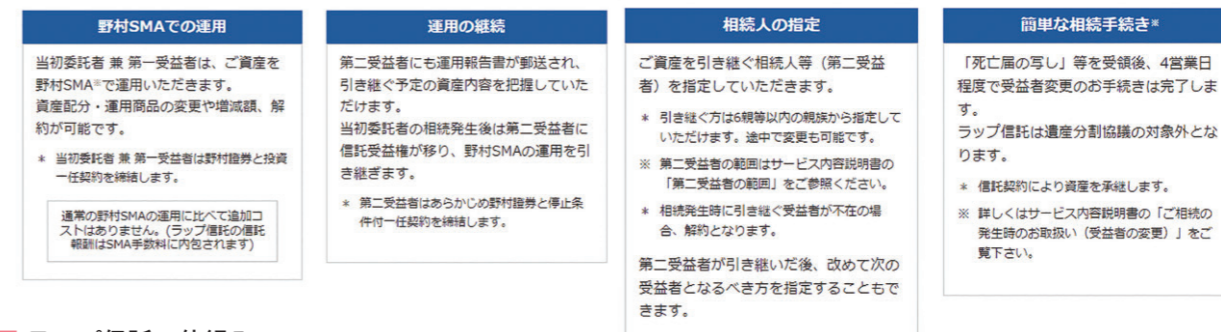 野村SMAでの運用
当初委託者 兼 第一受益者は、ご資産を
野村SMA※で運用いただきます。
資産配分・運用商品の変更や増減額、解
約が可能です。
* 当初委託者 兼 第一受益者は野村證券と投資
一任契約を締結します。
通常の野村SMAの運用に比べて追加コ
ストはありません。(ラップ信託の信託
報酬はSMA手数料に内包されます)
運用の継続
第二受益者にも運用報告書が郵送され、
引き継ぐ予定の資産内容を把握していた
だけます。
当初委託者の相続発生後は第二受益者に
信託受益権が移り、野村SMAの運用を引
き継ぎます。
* 第二受益者はあらかじめ野村證券と停止条
件付一任契約を締結します。
相続人の指定
ご資産を引き継ぐ相続人等（第二受益
者）を指定していただきます。
* 引き継ぐ方は6親等以内の親族から指定して
いただけます。途中で変更も可能です。
※ 第二受益者の範囲はサービス内容説明書の
「第二受益者の範囲」をご参照ください。
* 相続発生時に引き継ぐ受益者が不在の場
合、解約となります。
第二受益者が引き継いだ後、改めて次の
受益者となるべき方を指定することもで
きます。
簡単な相続手続き※
「死亡届の写し」等を受領後、4営業日
程度で受益者変更のお手続きは完了しま
す。
ラップ信託は遺産分割協議の対象外とな
ります。
* 信託契約により資産を承継します。
※ 詳しくはサービス内容説明書の「ご相続の
発生時のお取扱い（受益者の変更）」をご
覧下さい。